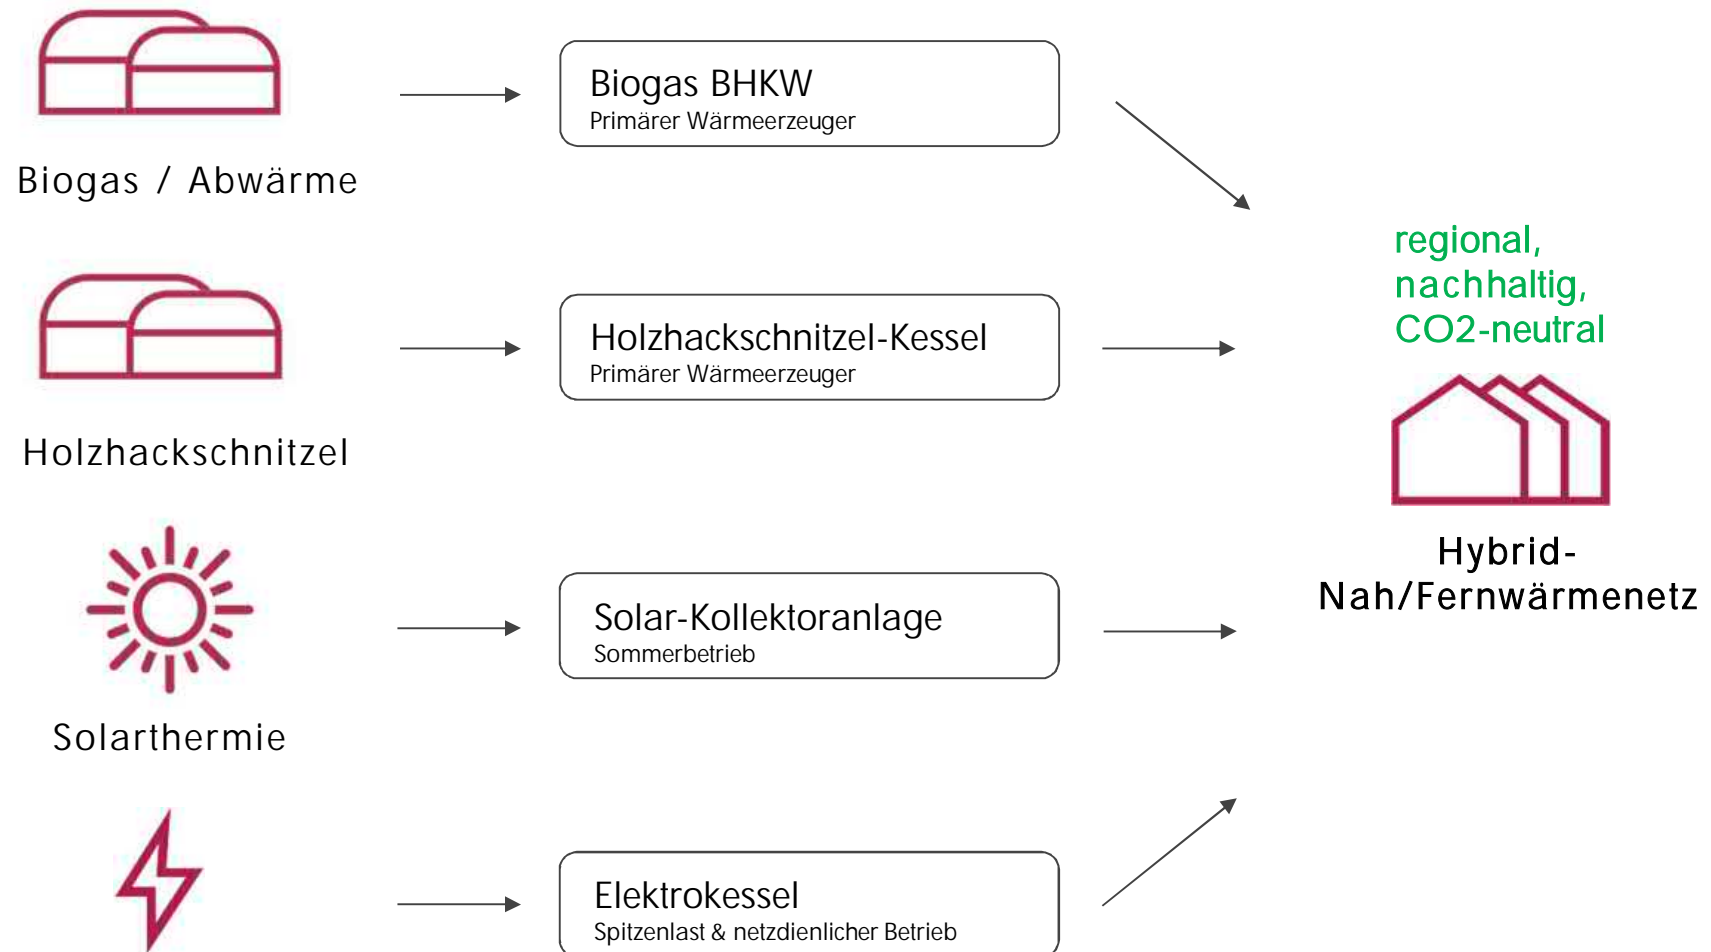 Biogas BHKW
Primärer Wärmeerzeuger
Biogas / Abwärme
regional,
nachhaltig,
CO2-neutral
Holzhackschnitzel-Kessel
Primärer Wärmeerzeuger
Holzhackschnitzel
Hybrid-
Nah/Fernwärmenetz
Solar-Kollektoranlage
Sommerbetrieb
Solarthermie
Elektrokessel
Spitzenlast & netzdienlicher Betrieb